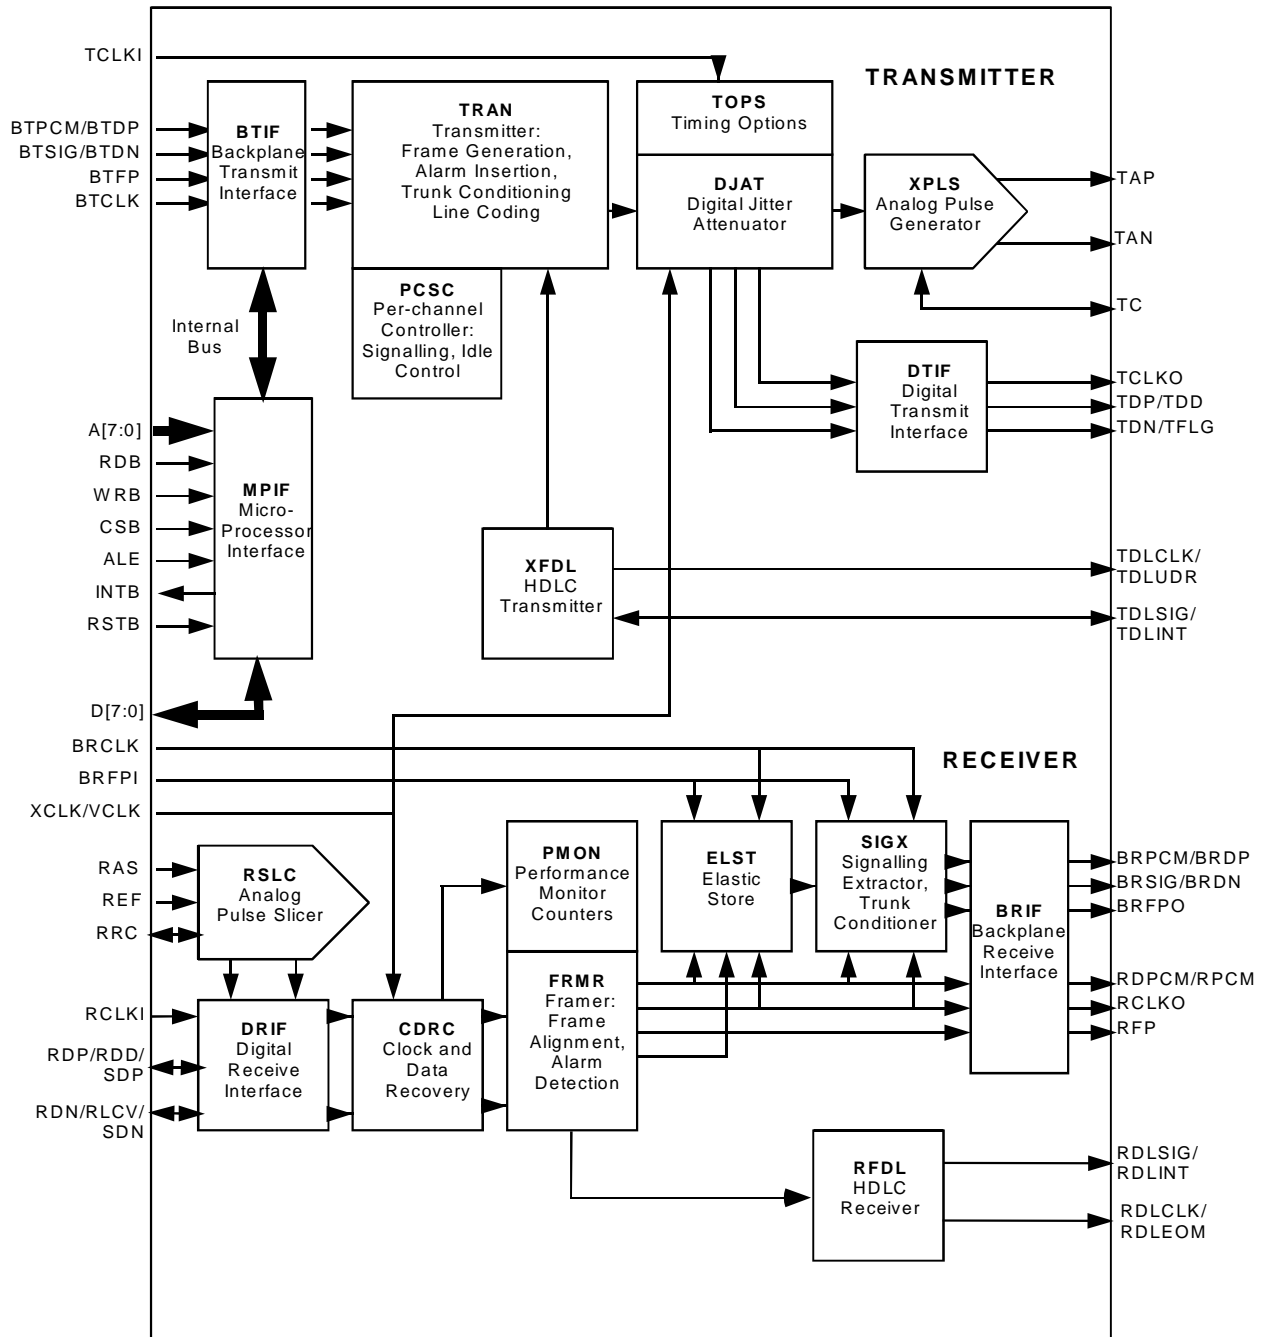 TCLKI
TRANSMITTER
BTPCM/BTDP
BTSIG/BTDN
BTFP
BTCLK
BTIF
Backplane
Transmit
Interface
TRAN
Transmitter:
Frame Generation,
Alarm Insertion,
Trunk Conditioning
Line Coding
TOPS
Timing Options
DJAT
Digital Jitter
Attenuator
XPLS
Analog Pulse
Generator
TAP
TAN
TC
PCSC
Per-channel
Controller:
Signalling, Idle
Control
Internal
Bus
DTIF
Digital
Transmit
Interface
TCLKO
TDP/TDD
TDN/TFLG
A[7:0]
RDB
WRB
CSB
ALE
INTB
RSTB
D[7:0]
MPIF
Micro-
Processor
Interface
XFDL
HDLC
Transmitter
TDLCLK/
TDLUDR
TDLSIG/
TDLINT
BRCLK
BRFPI
XCLK/VCLK
RECEIVER
RAS
REF
RRC
RSLC
Analog
Pulse Slicer
PMON
Performance
Monitor
Counters
ELST
Elastic
Store
SIGX
Signalling
Extractor,
Trunk
Conditioner
BRIF
Backplane
Receive
Interface
BRPCM/BRDP
BRSIG/BRDN
BRFPO
RDPCM/RPCM
RCLKO
RFP
RCLKI
RDP/RDD/
SDP
RDN/RLCV/
SDN
DRIF
Digital
Receive
Interface
CDRC
Clock and
Data
Recovery
FRMR
Framer:
Frame
Alignment,
Alarm
Detection
RFDL
HDLC
Receiver
RDLSIG/
RDLINT
RDLCLK/
RDLEOM